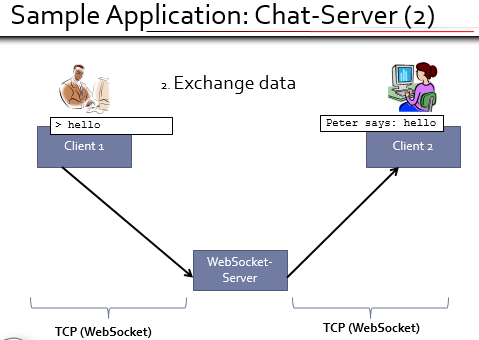 Sample Application: Chat-Server (2)
2. Exchange data
> hello
Peter says: hello
Client 1
Client 2
WebSocket-
Server
TCP (WebSocket)
TCP (WebSocket)